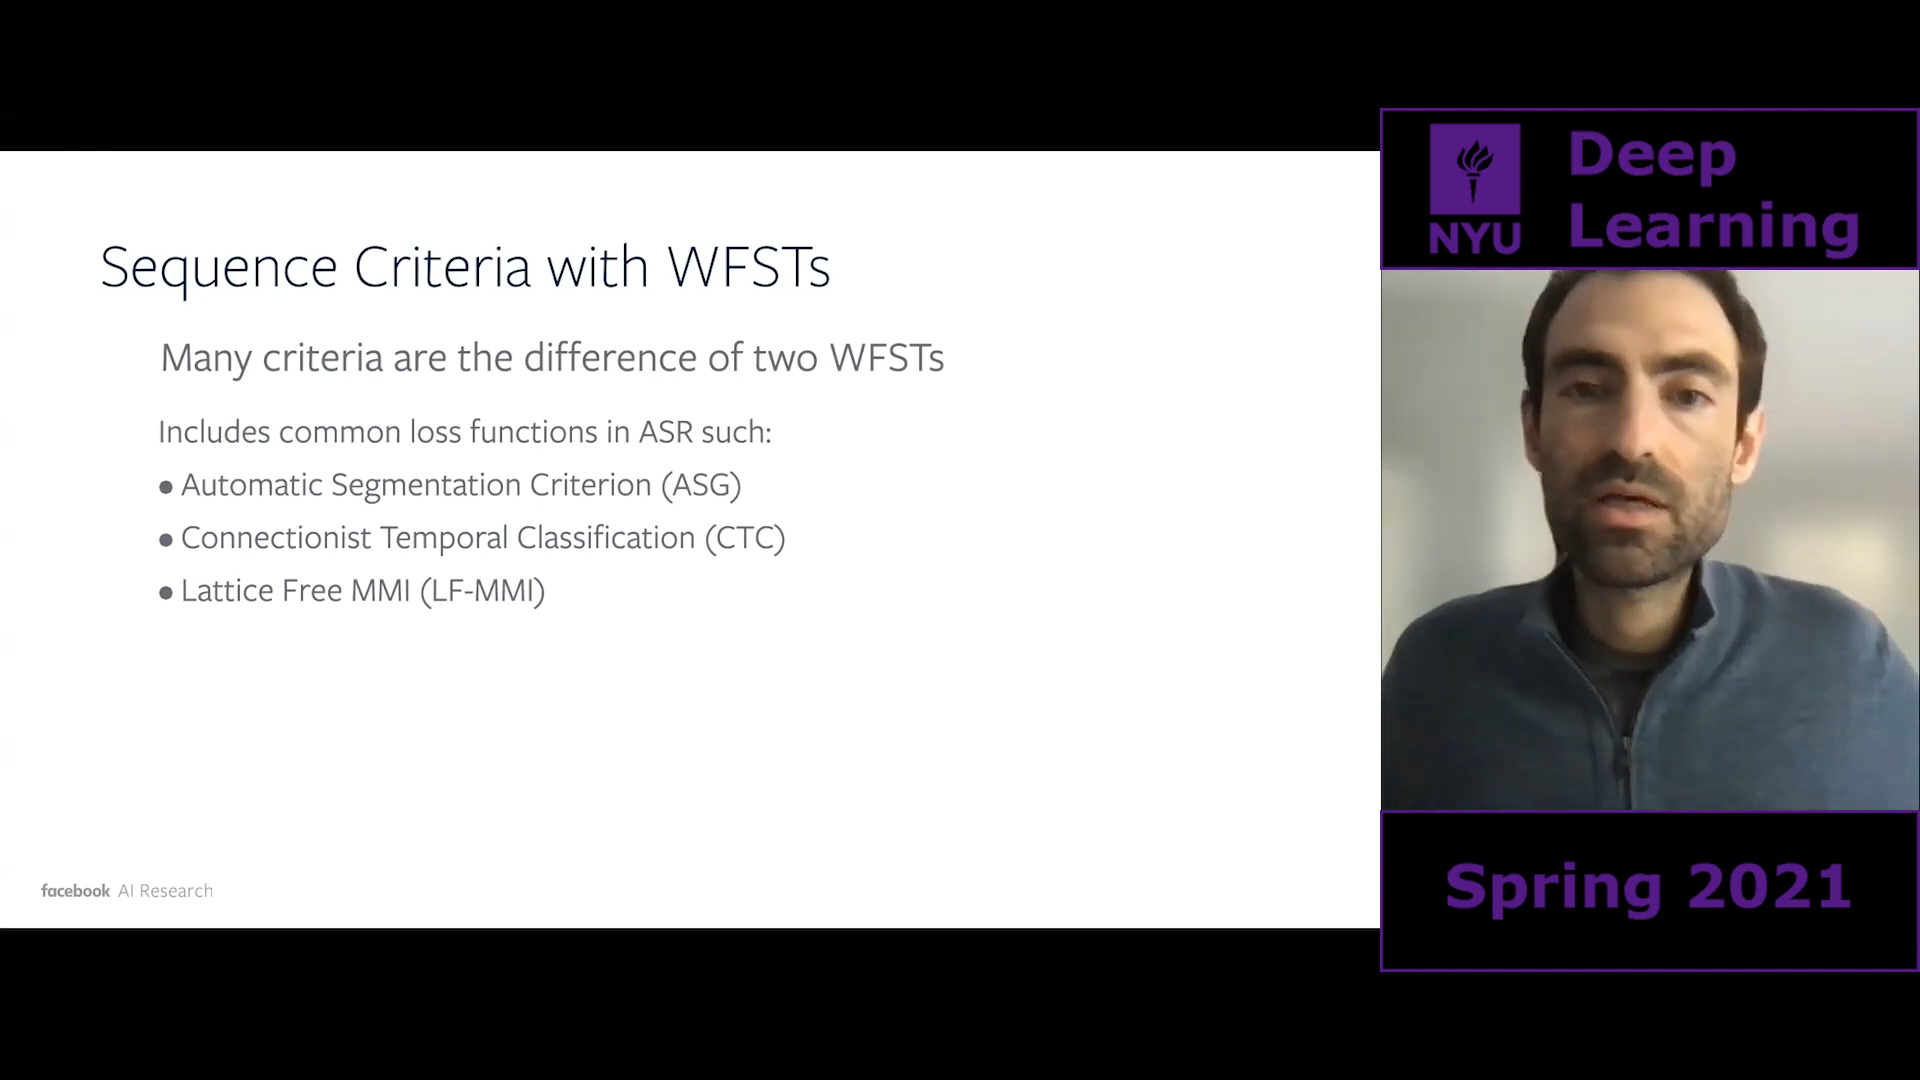 Sequence Criteria with WFSTs
Many criteria are the difference of two WFSTs
Includes common loss functions in ASR such:
● Automatic Segmentation Criterion (ASG)
● Connectionist Temporal Classification (CTC)
● Lattice Free MMI (LF-MMI)
facebook AI Research
NYU
Deep
Learning
Spring 2021